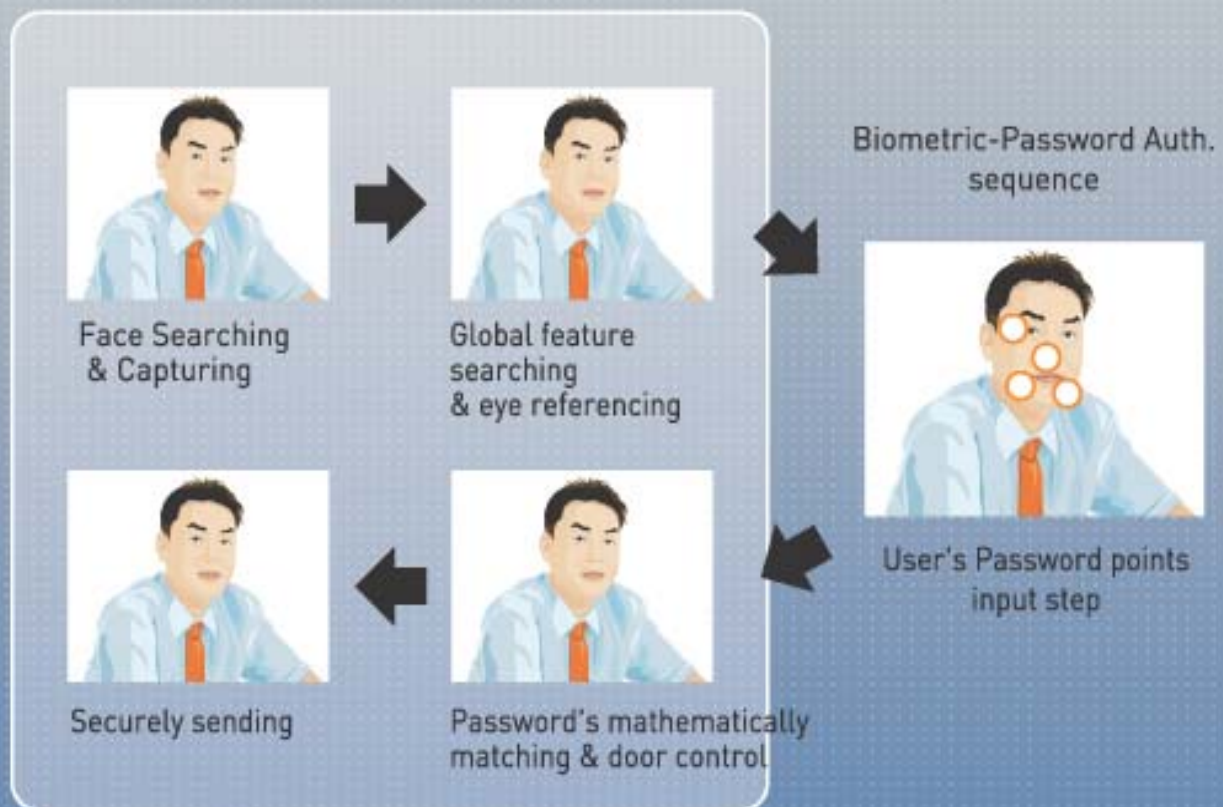 Face Searching
& Capturing
Global feature
searching
& eye referencing
Biometric-Password Auth.
sequence
User's Password points
input step
Password's mathematically
matching & door control
Securely sending